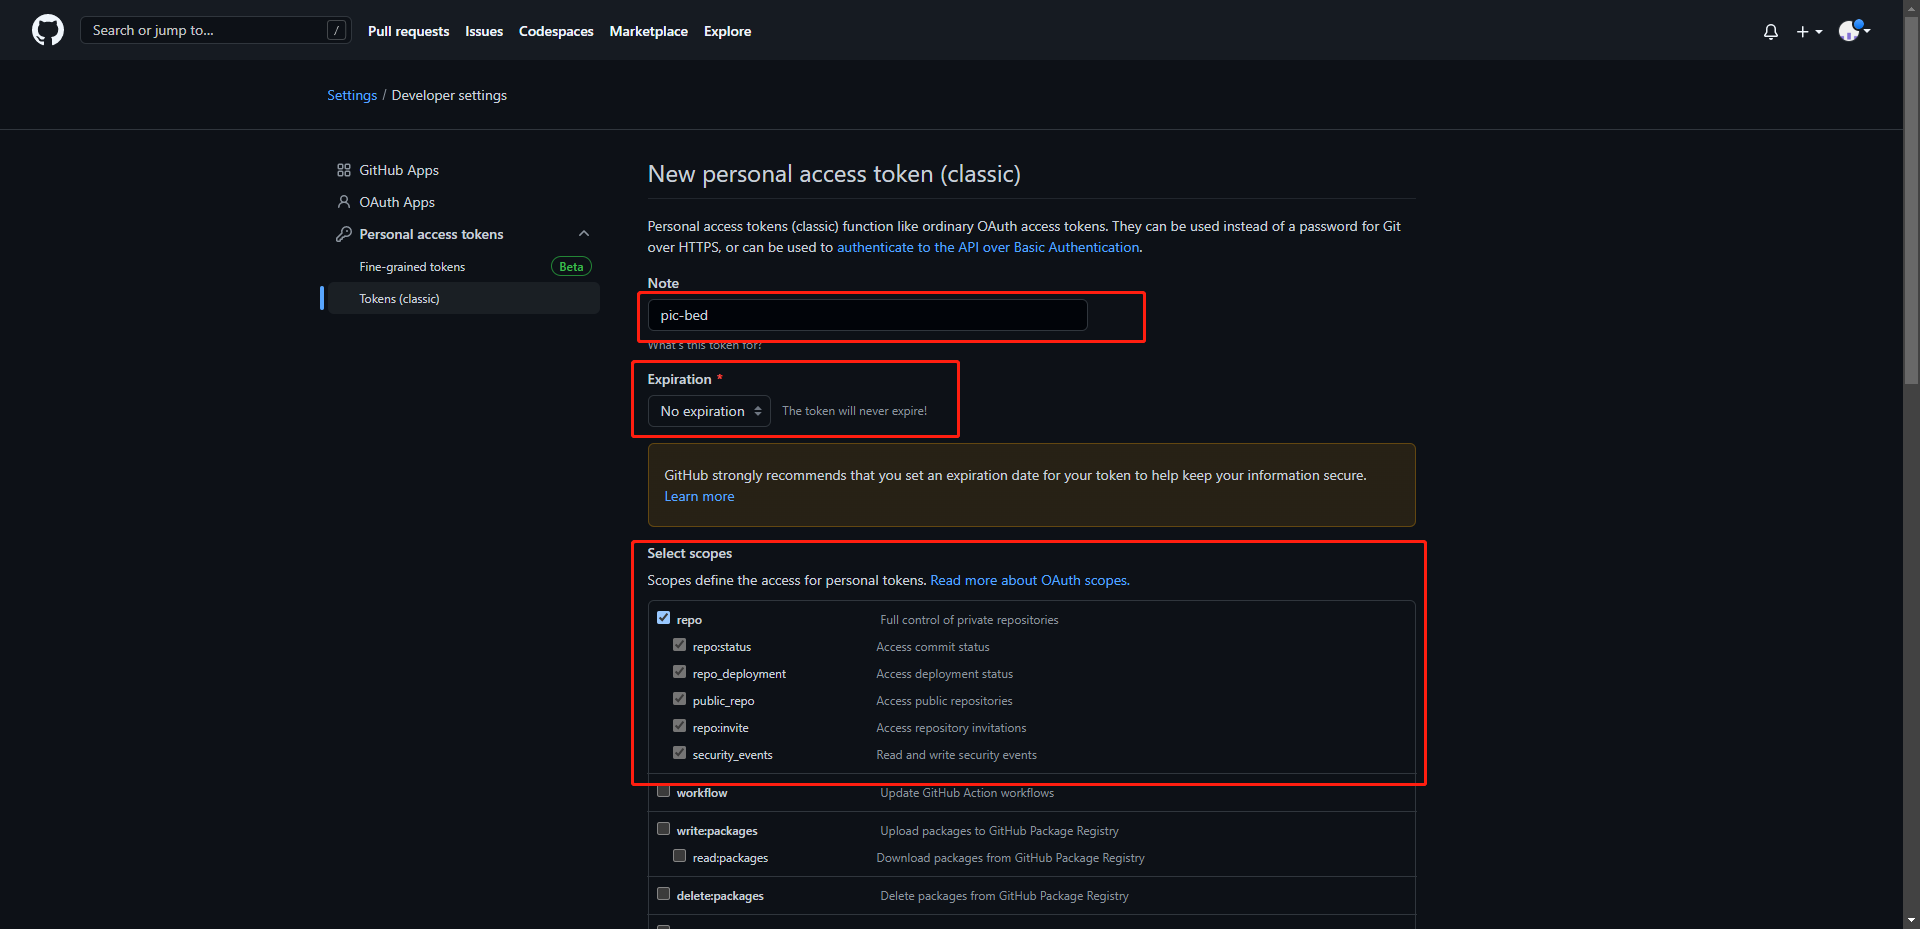 Search or jump to... /
Pull requests Issues Codespaces Marketplace Explore
Settings / Developer settings
GitHub Apps
OAuth Apps
Personal access tokens
Fine-grained tokens Beta
Tokens (classic)
New personal access token (classic)
Personal access tokens (classic) function like ordinary OAuth access tokens. They can be used instead of a password for Git
over HTTPS, or can be used to authenticate to the API over Basic Authentication.
Note
pic-bed
What's this token for?
Expiration *
No expiration The token will never expire!
GitHub strongly recommends that you set an expiration date for your token to help keep your information secure.
Learn more
Select scopes
Scopes define the access for personal tokens. Read more about OAuth scopes.
repo Full control of private repositories
repo:status Access commit status
repo_deployment Access deployment status
public_repo Access public repositories
repo:invite Access repository invitations
security_events Read and write security events
workflow Update GitHub Action workflows
write:packages Upload packages to GitHub Package Registry
read:packages Download packages from GitHub Package Registry
delete:packages Delete packages from GitHub Package Registry